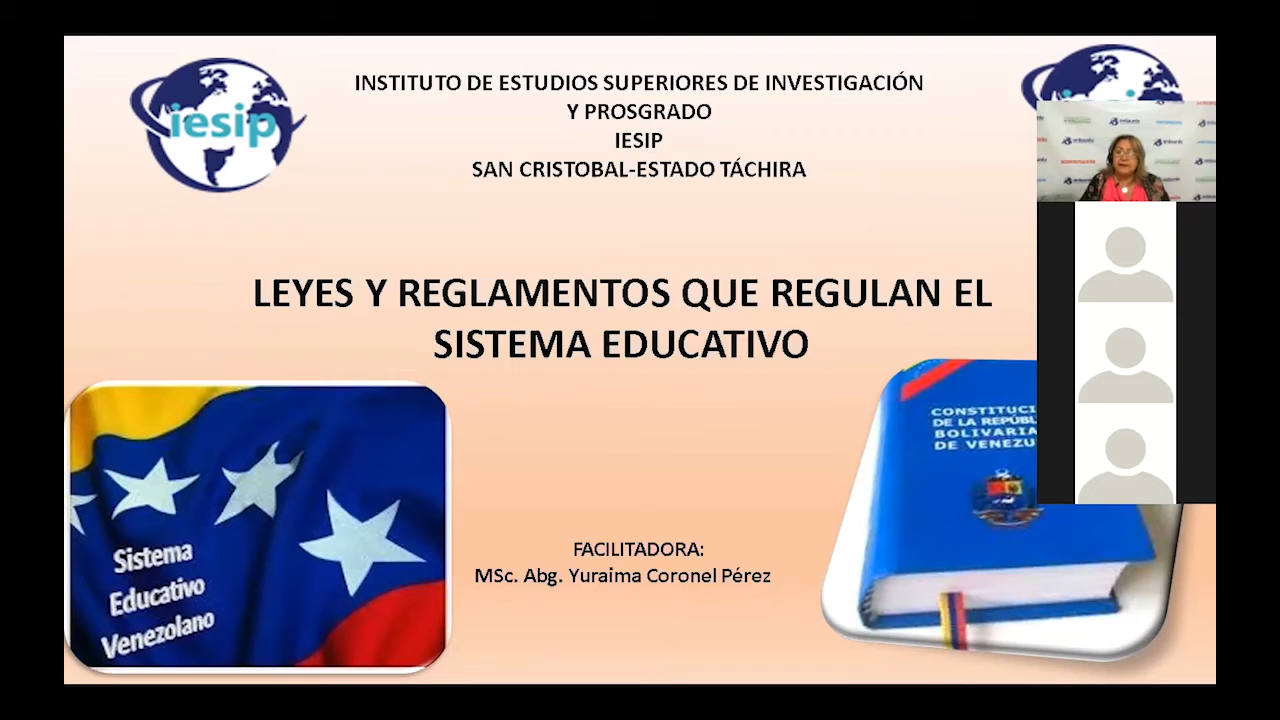 INSTITUTO DE ESTUDIOS SUPERIORES DE INVESTIGACIÓN
Y PROSGRADO
IESIP
SAN CRISTOBAL-ESTADO TÁCHIRA
iesip
LEYES Y REGLAMENTOS QUE REGULAN EL
SISTEMA EDUCATIVO
Sistema
Educativo
Venezolano
CONSTITUCI
DE LA REPÚBL
BOLIVARIA
DE VENEZU
FACILITADORA:
MSc. Abg. Yuraima Coronel Pérez